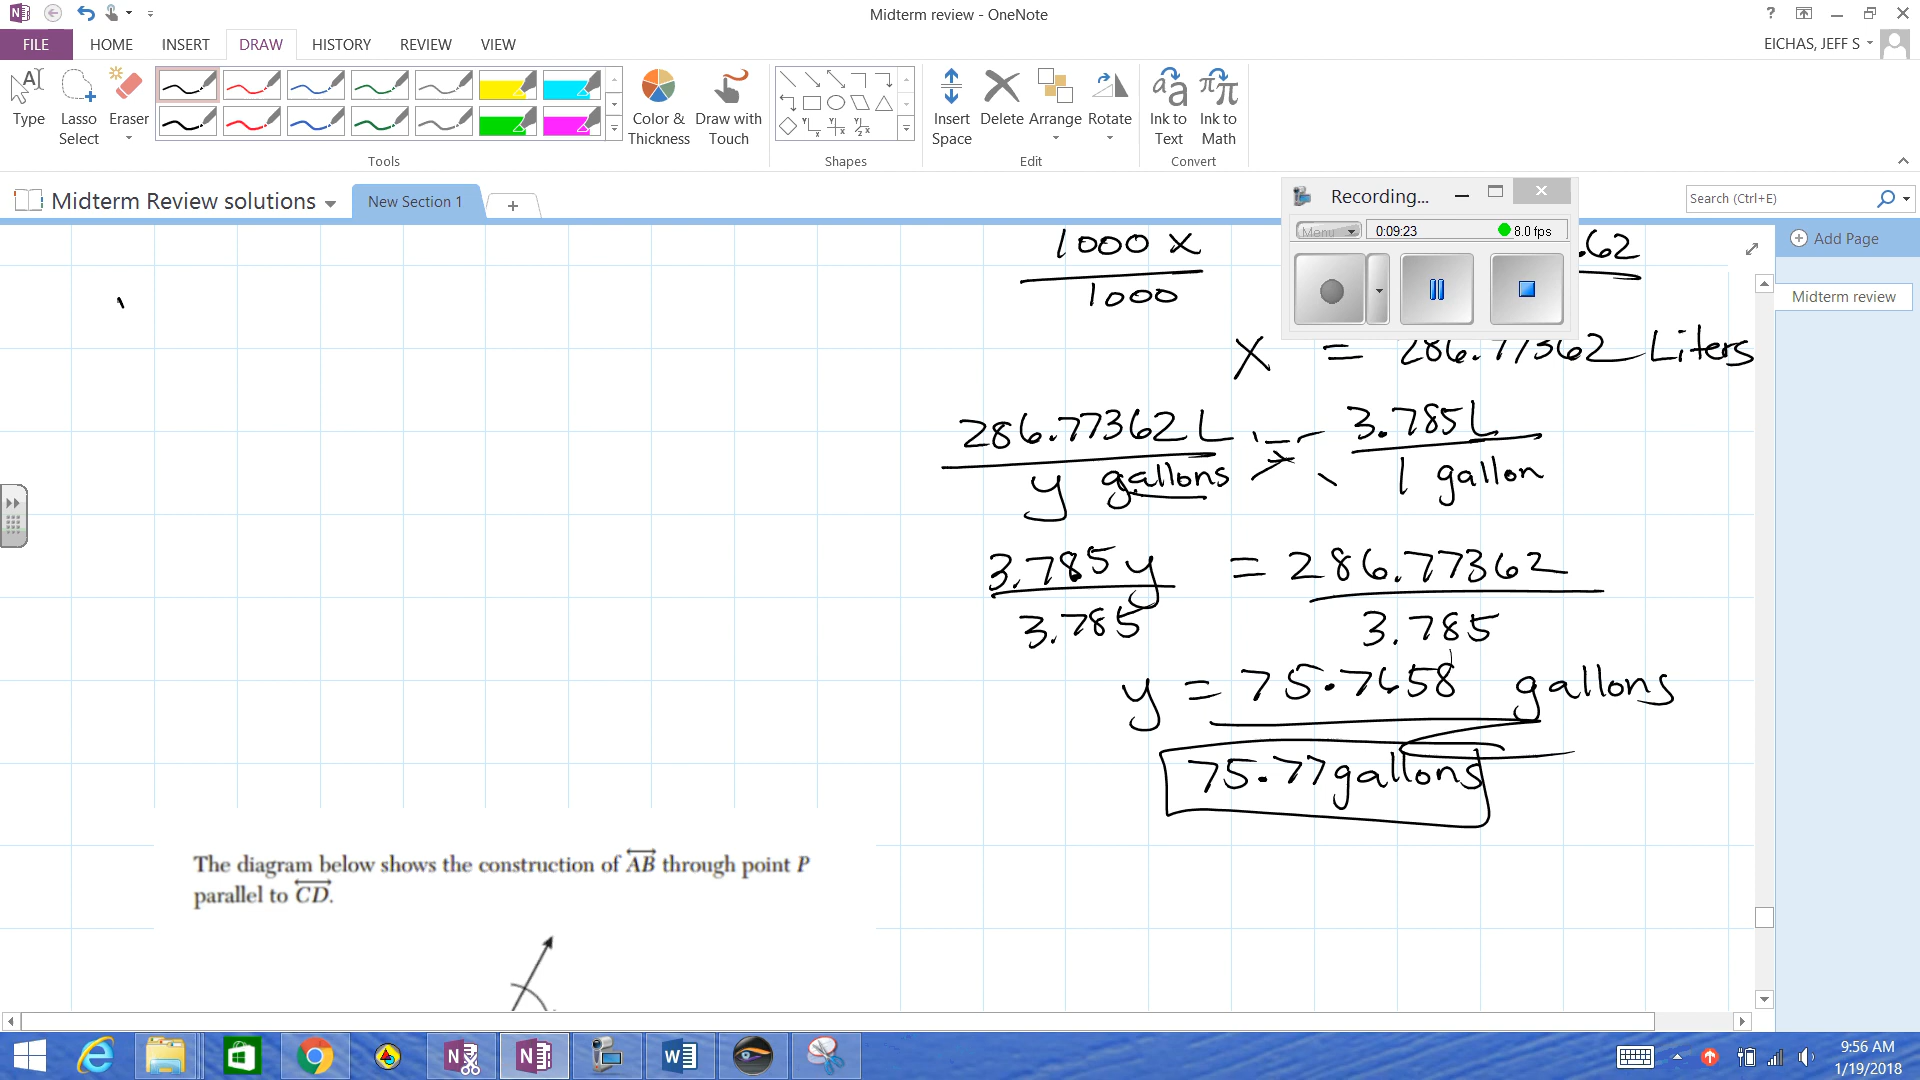 Midterm review - OneNote
?
FILE HOME INSERT DRAW HISTORY REVIEW VIEW
EICHAS, JEFF S
Type
Lasso Select
Eraser
Color & Thickness
Draw with Touch
Insert Space
Delete
Arrange
Rotate
Ink to Text
Ink to Math
Tools
Shapes
Edit
Convert
Midterm Review solutions
New Section 1
+
Recording...
Menu
0:09:23
8.0 fps
Search (Ctrl+E)
Add Page
Midterm review
1000 x
.62
1000
x = 286.77362 Liters
286.77362 L = 3.785L
y gallons 1 gallon
3.785 y = 286.77362
3.785 3.785
y = 75.7658 gallons
75.77 gallons
The diagram below shows the construction of AB through point P
parallel to CD.
9:56 AM
1/19/2018